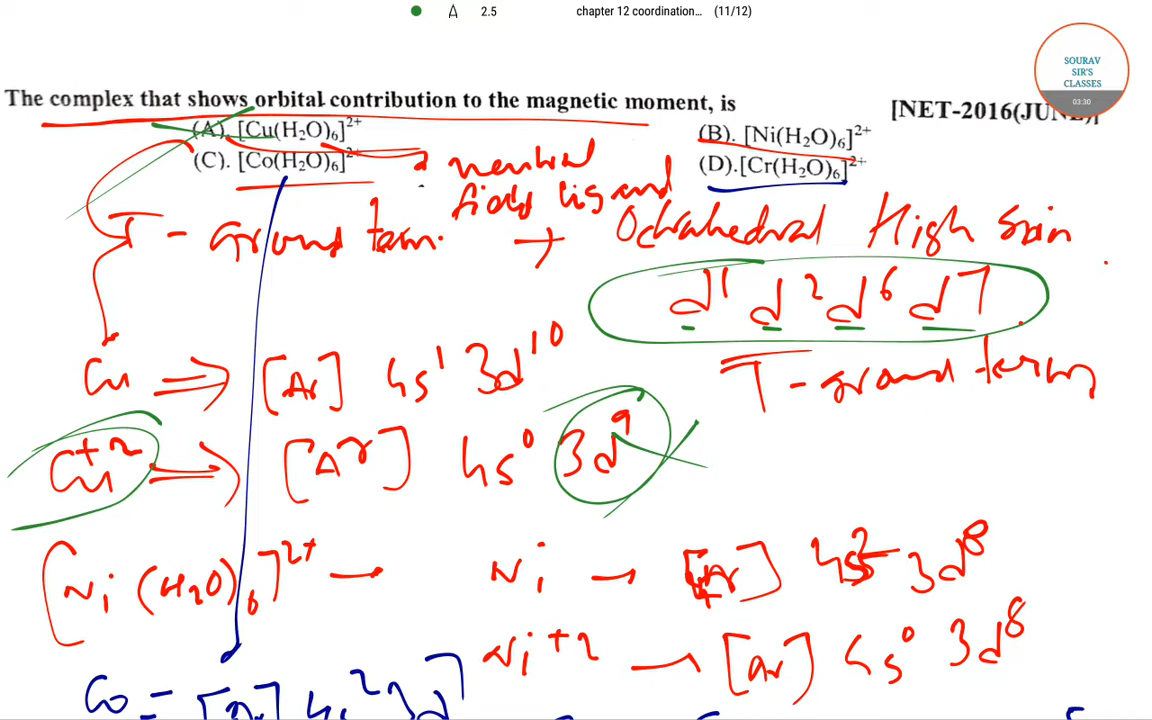 Δ 2.5 chapter 12 coordination... (11/12)
SOURAV
SIR'S
CLASSES
03:30
The complex that shows orbital contribution to the magnetic moment, is [NET-2016(JUNE)]
(A). [Cu(H₂O)₆]²⁺ (B). [Ni(H₂O)₆]²⁺
(C). [Co(H₂O)₆]²⁺ (D).[Cr(H₂O)₆]²⁺
neutral
field ligand
T - Ground term. + Octahedral High spin
d¹ d² d⁶ d⁷
T - ground term
Cu ⇒ [Ar] 4s¹ 3d¹⁰
Cu⁺² ⇒ [Ar] 4s⁰ 3d⁹
[Ni(H₂O)₆]²⁺ → Ni → [Ar] 4s² 3d⁸
Ni⁺² → [Ar] 4s⁰ 3d⁸
Co = [Ar] 4s² 3d⁷